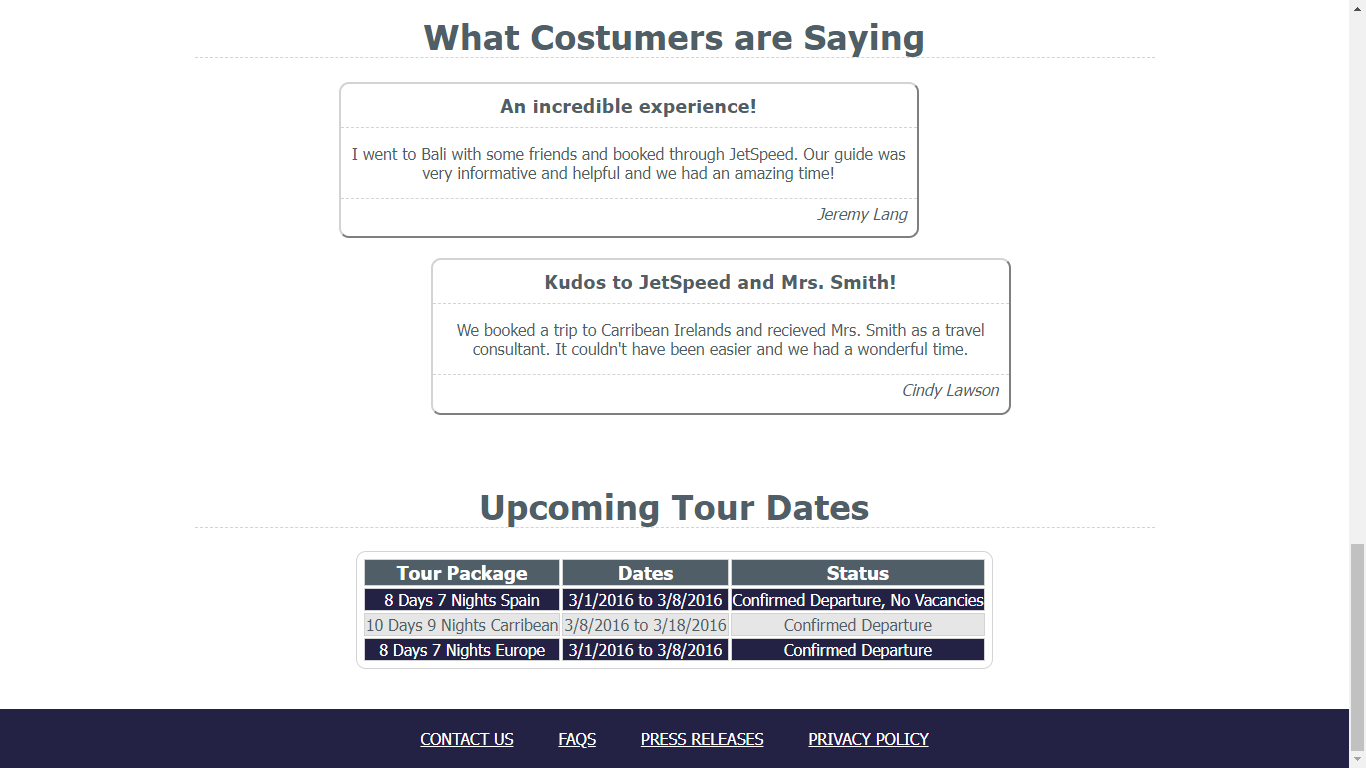 What Costumers are Saying
An incredible experience!
I went to Bali with some friends and booked through JetSpeed. Our guide was
very informative and helpful and we had an amazing time!
Jeremy Lang
Kudos to JetSpeed and Mrs. Smith!
We booked a trip to Carribean Irelands and recieved Mrs. Smith as a travel
consultant. It couldn't have been easier and we had a wonderful time.
Cindy Lawson
Upcoming Tour Dates
Tour Package Dates Status
8 Days 7 Nights Spain 3/1/2016 to 3/8/2016 Confirmed Departure, No Vacancies
10 Days 9 Nights Carribean 3/8/2016 to 3/18/2016 Confirmed Departure
8 Days 7 Nights Europe 3/1/2016 to 3/8/2016 Confirmed Departure
CONTACT US FAQS PRESS RELEASES PRIVACY POLICY